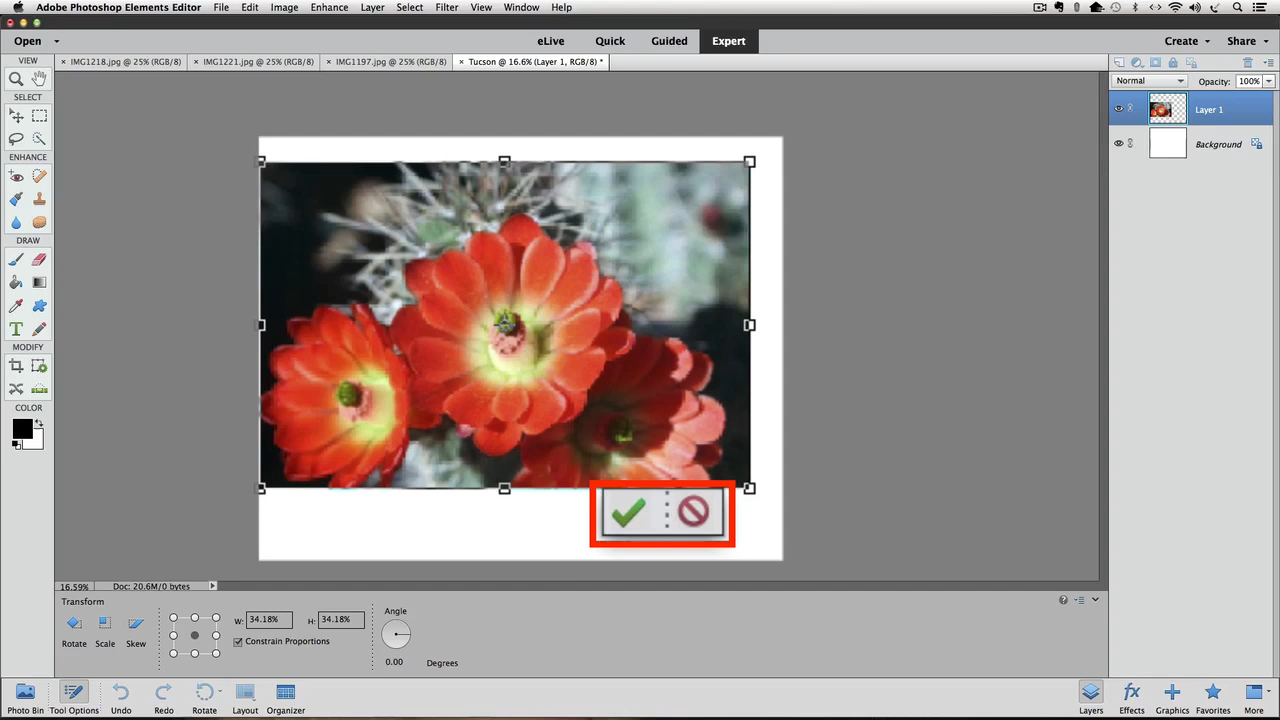 Adobe Photoshop Elements Editor File Edit Image Enhance Layer Select Filter View Window Help
Open eLive Quick Guided Expert Create Share
VIEW
× IMG1218.jpg @ 25% (RGB/8) × IMG1221.jpg @ 25% (RGB/8) × IMG1197.jpg @ 25% (RGB/8) × Tucson @ 16.6% (Layer 1, RGB/8) *
Normal Opacity: 100%
SELECT
Layer 1
Background
ENHANCE
DRAW
T
MODIFY
COLOR
16.59% Doc: 20.6M/0 bytes
Transform
Angle
W: 34.18% H: 34.18%
Rotate Scale Skew
Constrain Proportions
0.00 Degrees
Photo Bin Tool Options Undo Redo Rotate Layout Organizer
fx
Layers Effects Graphics Favorites More